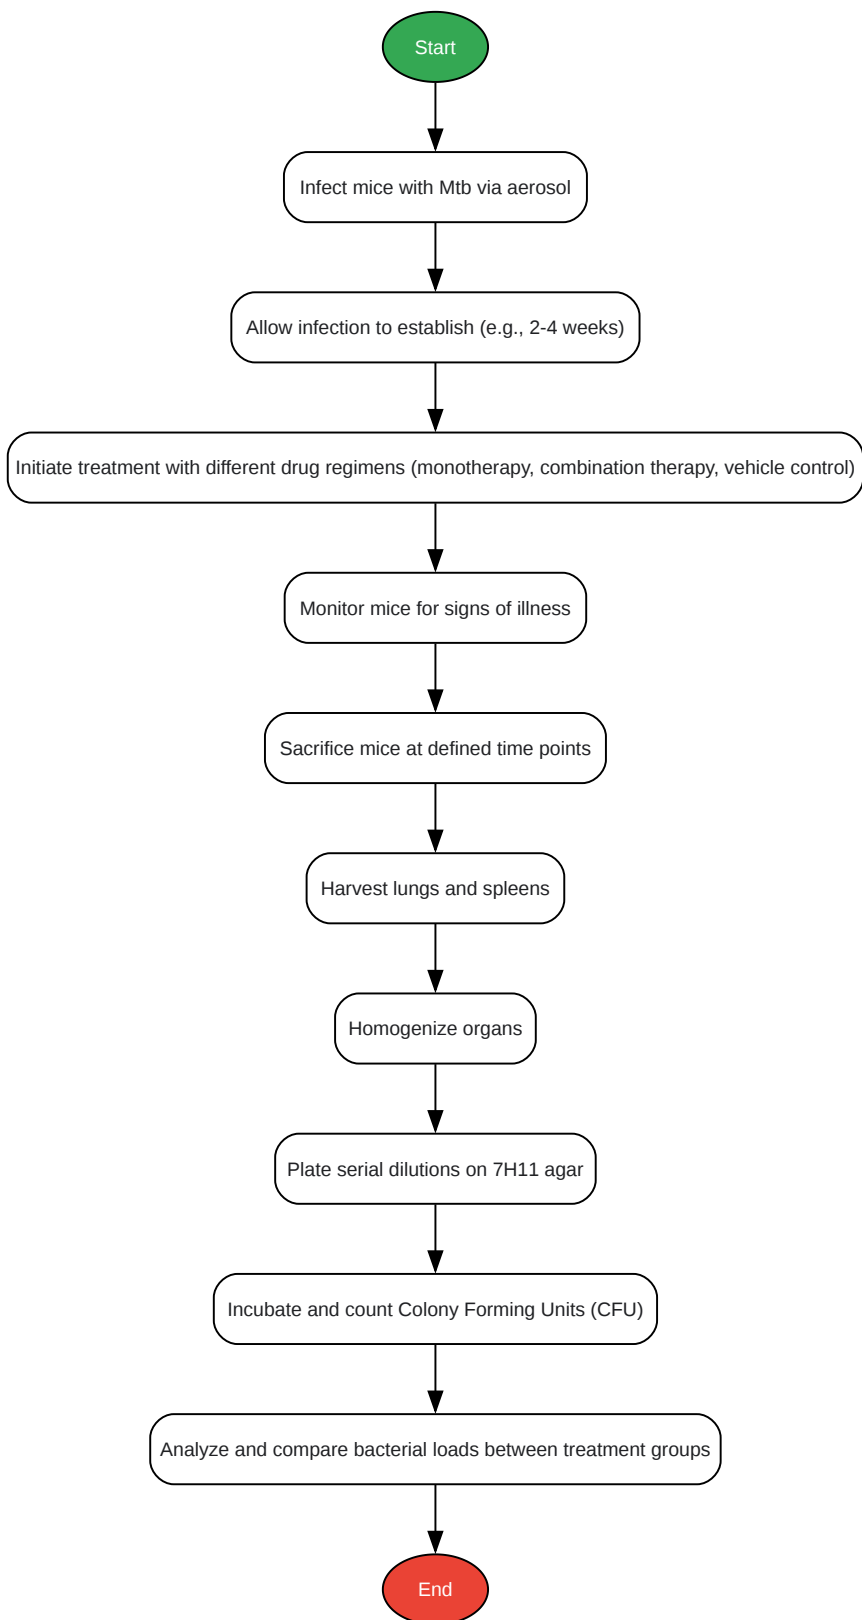 Start
Infect mice with Mtb via aerosol
Allow infection to establish (e.g., 2-4 weeks)
Initiate treatment with different drug regimens (monotherapy, combination therapy, vehicle control)
Monitor mice for signs of illness
Sacrifice mice at defined time points
Harvest lungs and spleens
Homogenize organs
Plate serial dilutions on 7H11 agar
Incubate and count Colony Forming Units (CFU)
Analyze and compare bacterial loads between treatment groups
End